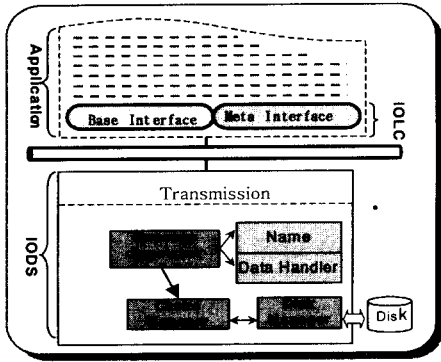 Application
Base Interface
Meta Interface
IOLC
IODS
Transmission
Name
Data Handler
Disk